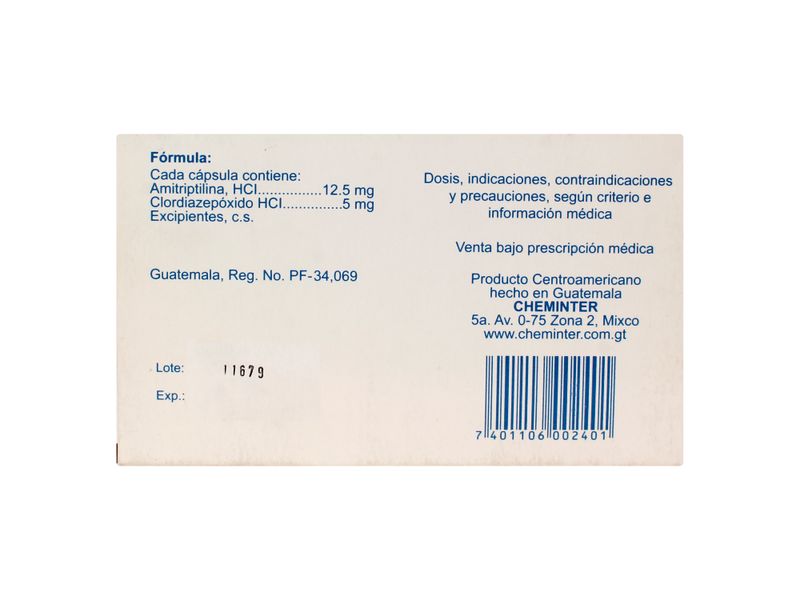 Fórmula:
Cada cápsula contiene:
Amitriptilina, HCl................12.5 mg
Clordiazepóxido HCl...............5 mg
Excipientes, c.s.
Guatemala, Reg. No. PF-34,069
Lote: 11679
Exp.:
Dosis, indicaciones, contraindicaciones
y precauciones, según criterio e
información médica
Venta bajo prescripción médica
Producto Centroamericano
hecho en Guatemala
CHEMINTER
5a. Av. 0-75 Zona 2, Mixco
www.cheminter.com.gt
7 401106 002401